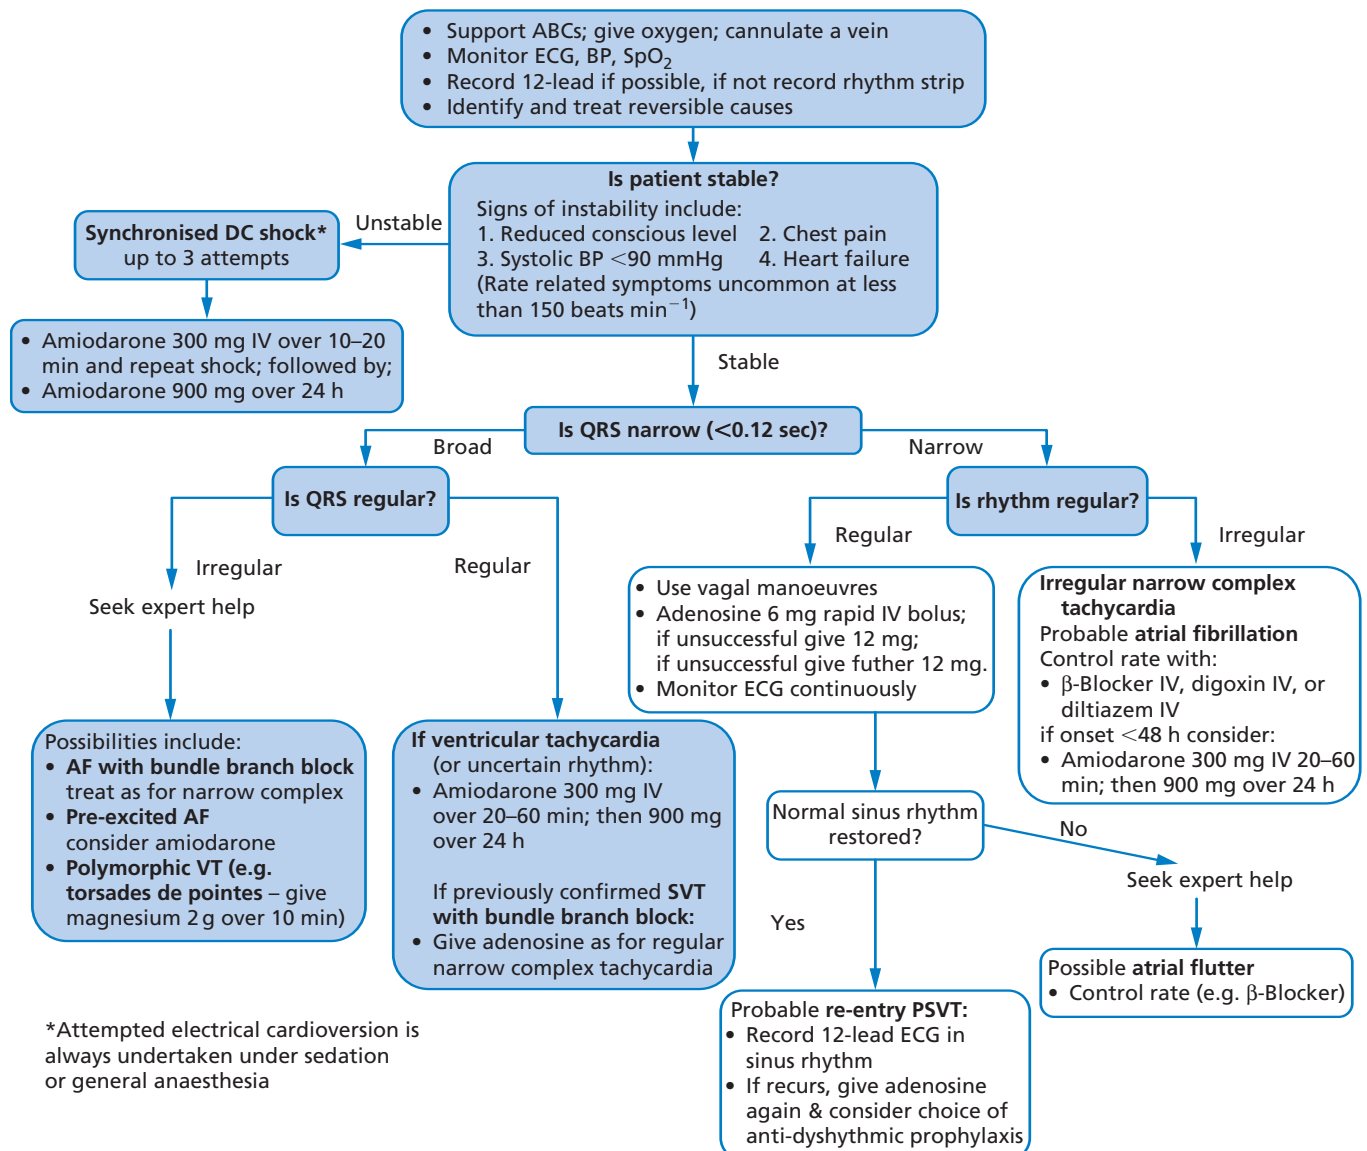 • Support ABCs; give oxygen; cannulate a vein
• Monitor ECG, BP, SpO₂
• Record 12-lead if possible, if not record rhythm strip
• Identify and treat reversible causes
Is patient stable?
Signs of instability include:
1. Reduced conscious level 2. Chest pain
3. Systolic BP <90 mmHg 4. Heart failure
(Rate related symptoms uncommon at less
than 150 beats min⁻¹)
Unstable
Synchronised DC shock*
up to 3 attempts
• Amiodarone 300 mg IV over 10–20
min and repeat shock; followed by;
• Amiodarone 900 mg over 24 h
Stable
Is QRS narrow (<0.12 sec)?
Broad
Narrow
Is QRS regular?
Is rhythm regular?
Irregular
Seek expert help
Regular
Regular
Irregular
Possibilities include:
• AF with bundle branch block
treat as for narrow complex
• Pre-excited AF
consider amiodarone
• Polymorphic VT (e.g.
torsades de pointes – give
magnesium 2 g over 10 min)
If ventricular tachycardia
(or uncertain rhythm):
• Amiodarone 300 mg IV
over 20–60 min; then 900 mg
over 24 h
If previously confirmed SVT
with bundle branch block:
• Give adenosine as for regular
narrow complex tachycardia
• Use vagal manoeuvres
• Adenosine 6 mg rapid IV bolus;
if unsuccessful give 12 mg;
if unsuccessful give futher 12 mg.
• Monitor ECG continuously
Irregular narrow complex
tachycardia
Probable atrial fibrillation
Control rate with:
• β-Blocker IV, digoxin IV, or
diltiazem IV
if onset <48 h consider:
• Amiodarone 300 mg IV 20–60
min; then 900 mg over 24 h
Normal sinus rhythm
restored?
No
Seek expert help
Yes
Possible atrial flutter
• Control rate (e.g. β-Blocker)
Probable re-entry PSVT:
• Record 12-lead ECG in
sinus rhythm
• If recurs, give adenosine
again & consider choice of
anti-dyshythmic prophylaxis
*Attempted electrical cardioversion is
always undertaken under sedation
or general anaesthesia